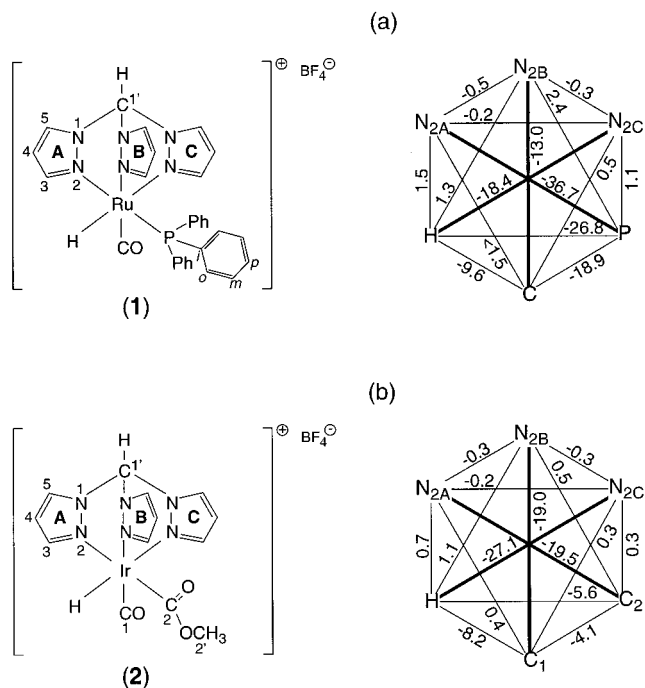 (a)
H
⊕
BF4⊖
C1'
5
1
N
N
N
4
A
B
C
3
N
N
N
2
Ru
H
CO
P
Ph
Ph
i
o
m
p
(1)
N2B
-0.5
-0.3
2.4
N2A
-0.2
N2C
-13.0
1.5
1.3
-18.4
-36.7
0.5
1.1
H
-26.8
P
<1.5
-9.6
-18.9
C
(b)
H
⊕
BF4⊖
C1'
5
1
N
N
N
4
A
B
C
3
N
N
N
2
Ir
H
CO
1
C
2
O
OCH3
2'
(2)
N2B
-0.3
-0.3
0.5
N2A
-0.2
N2C
-19.0
0.7
1.1
-27.1
-19.5
0.3
0.3
H
-5.6
C2
0.4
-8.2
-4.1
C1